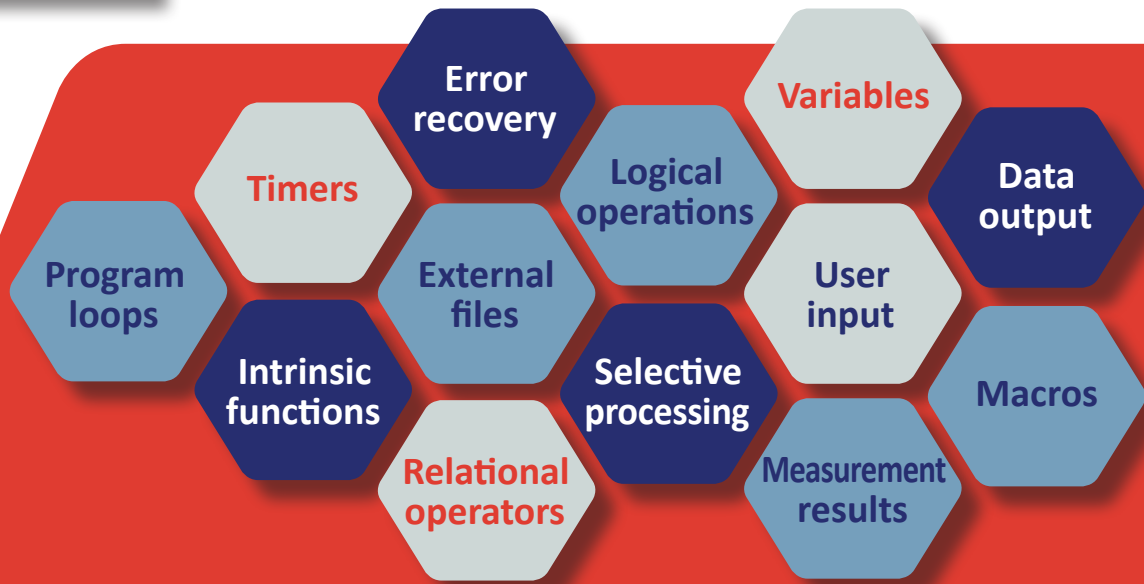 Error
recovery
Variables
Timers
Logical
operations
Data
output
Program
loops
External
files
User
input
Intrinsic
functions
Selective
processing
Macros
Relational
operators
Measurement
results